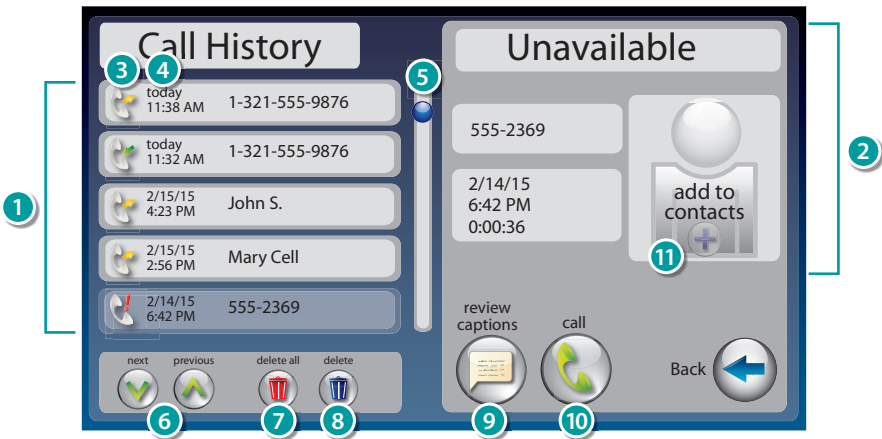 Call History
Unavailable
3
4
5
today
11:38 AM
1-321-555-9876
today
11:32 AM
1-321-555-9876
2/15/15
4:23 PM
John S.
2/15/15
2:56 PM
Mary Cell
2/14/15
6:42 PM
555-2369
1
next
previous
delete all
delete
6
7
8
555-2369
2/14/15
6:42 PM
0:00:36
add to
contacts
11
2
review
captions
call
Back
9
10